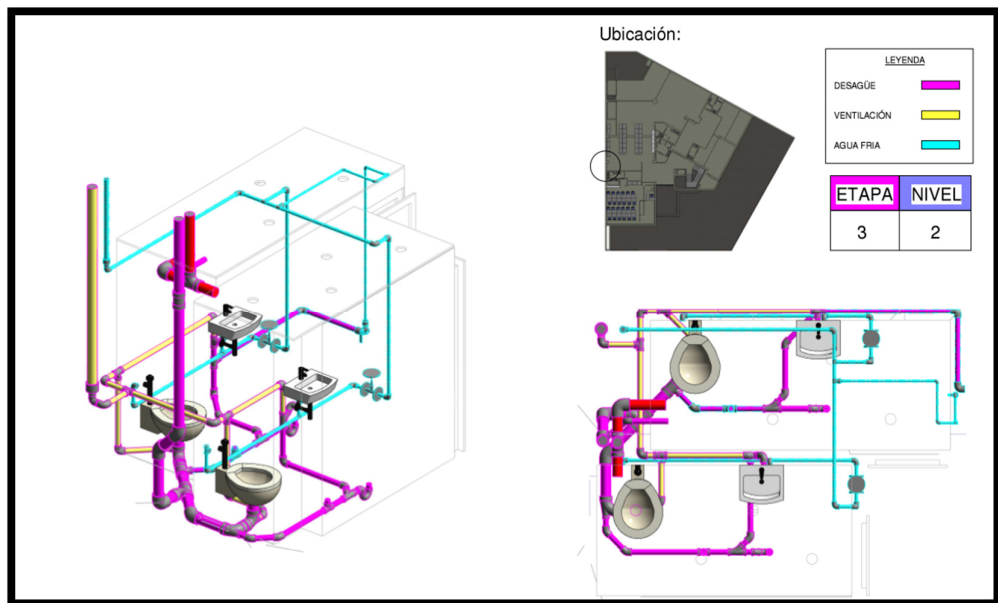 Ubicación:
LEYENDA
DESAGÜE
VENTILACIÓN
AGUA FRIA
ETAPA NIVEL
3 2